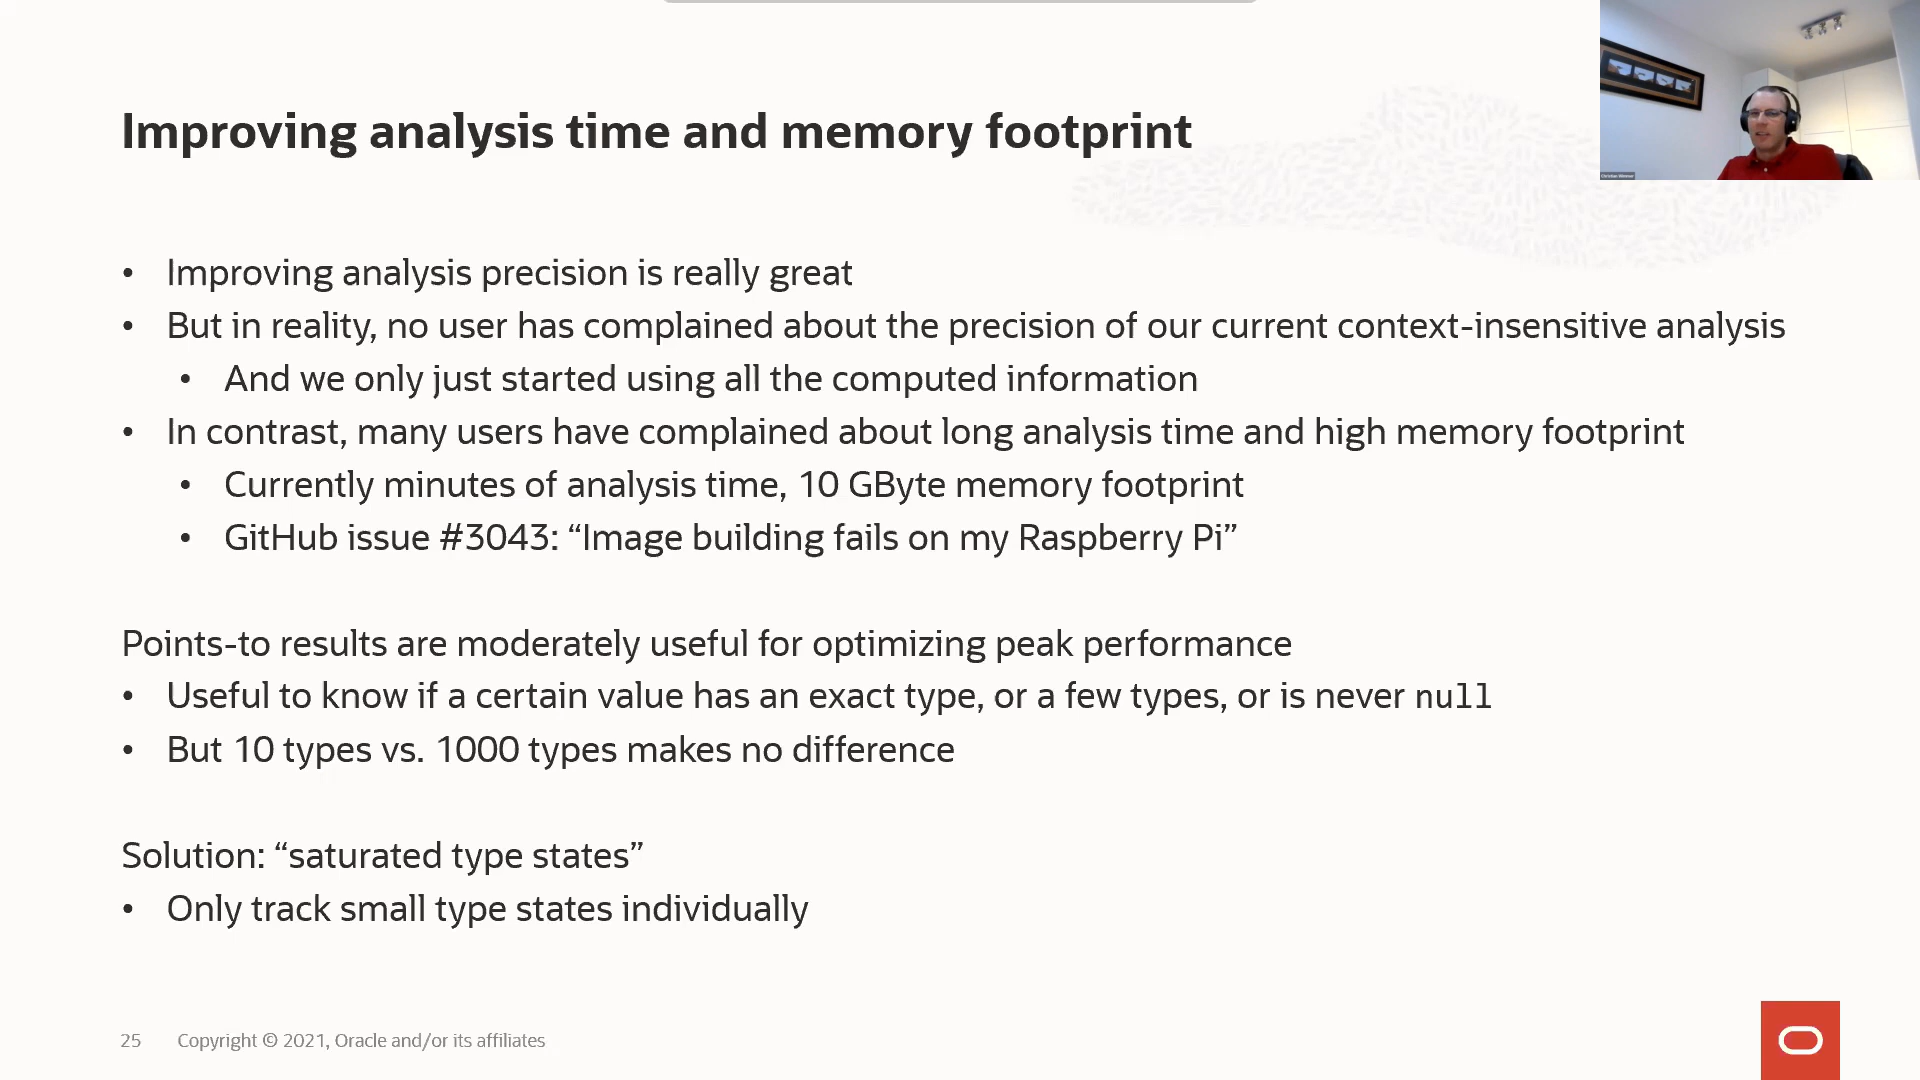 Improving analysis time and memory footprint
• Improving analysis precision is really great
• But in reality, no user has complained about the precision of our current context-insensitive analysis
• And we only just started using all the computed information
• In contrast, many users have complained about long analysis time and high memory footprint
• Currently minutes of analysis time, 10 GByte memory footprint
• GitHub issue #3043: “Image building fails on my Raspberry Pi”
Points-to results are moderately useful for optimizing peak performance
• Useful to know if a certain value has an exact type, or a few types, or is never null
• But 10 types vs. 1000 types makes no difference
Solution: “saturated type states”
• Only track small type states individually
25 Copyright © 2021, Oracle and/or its affiliates